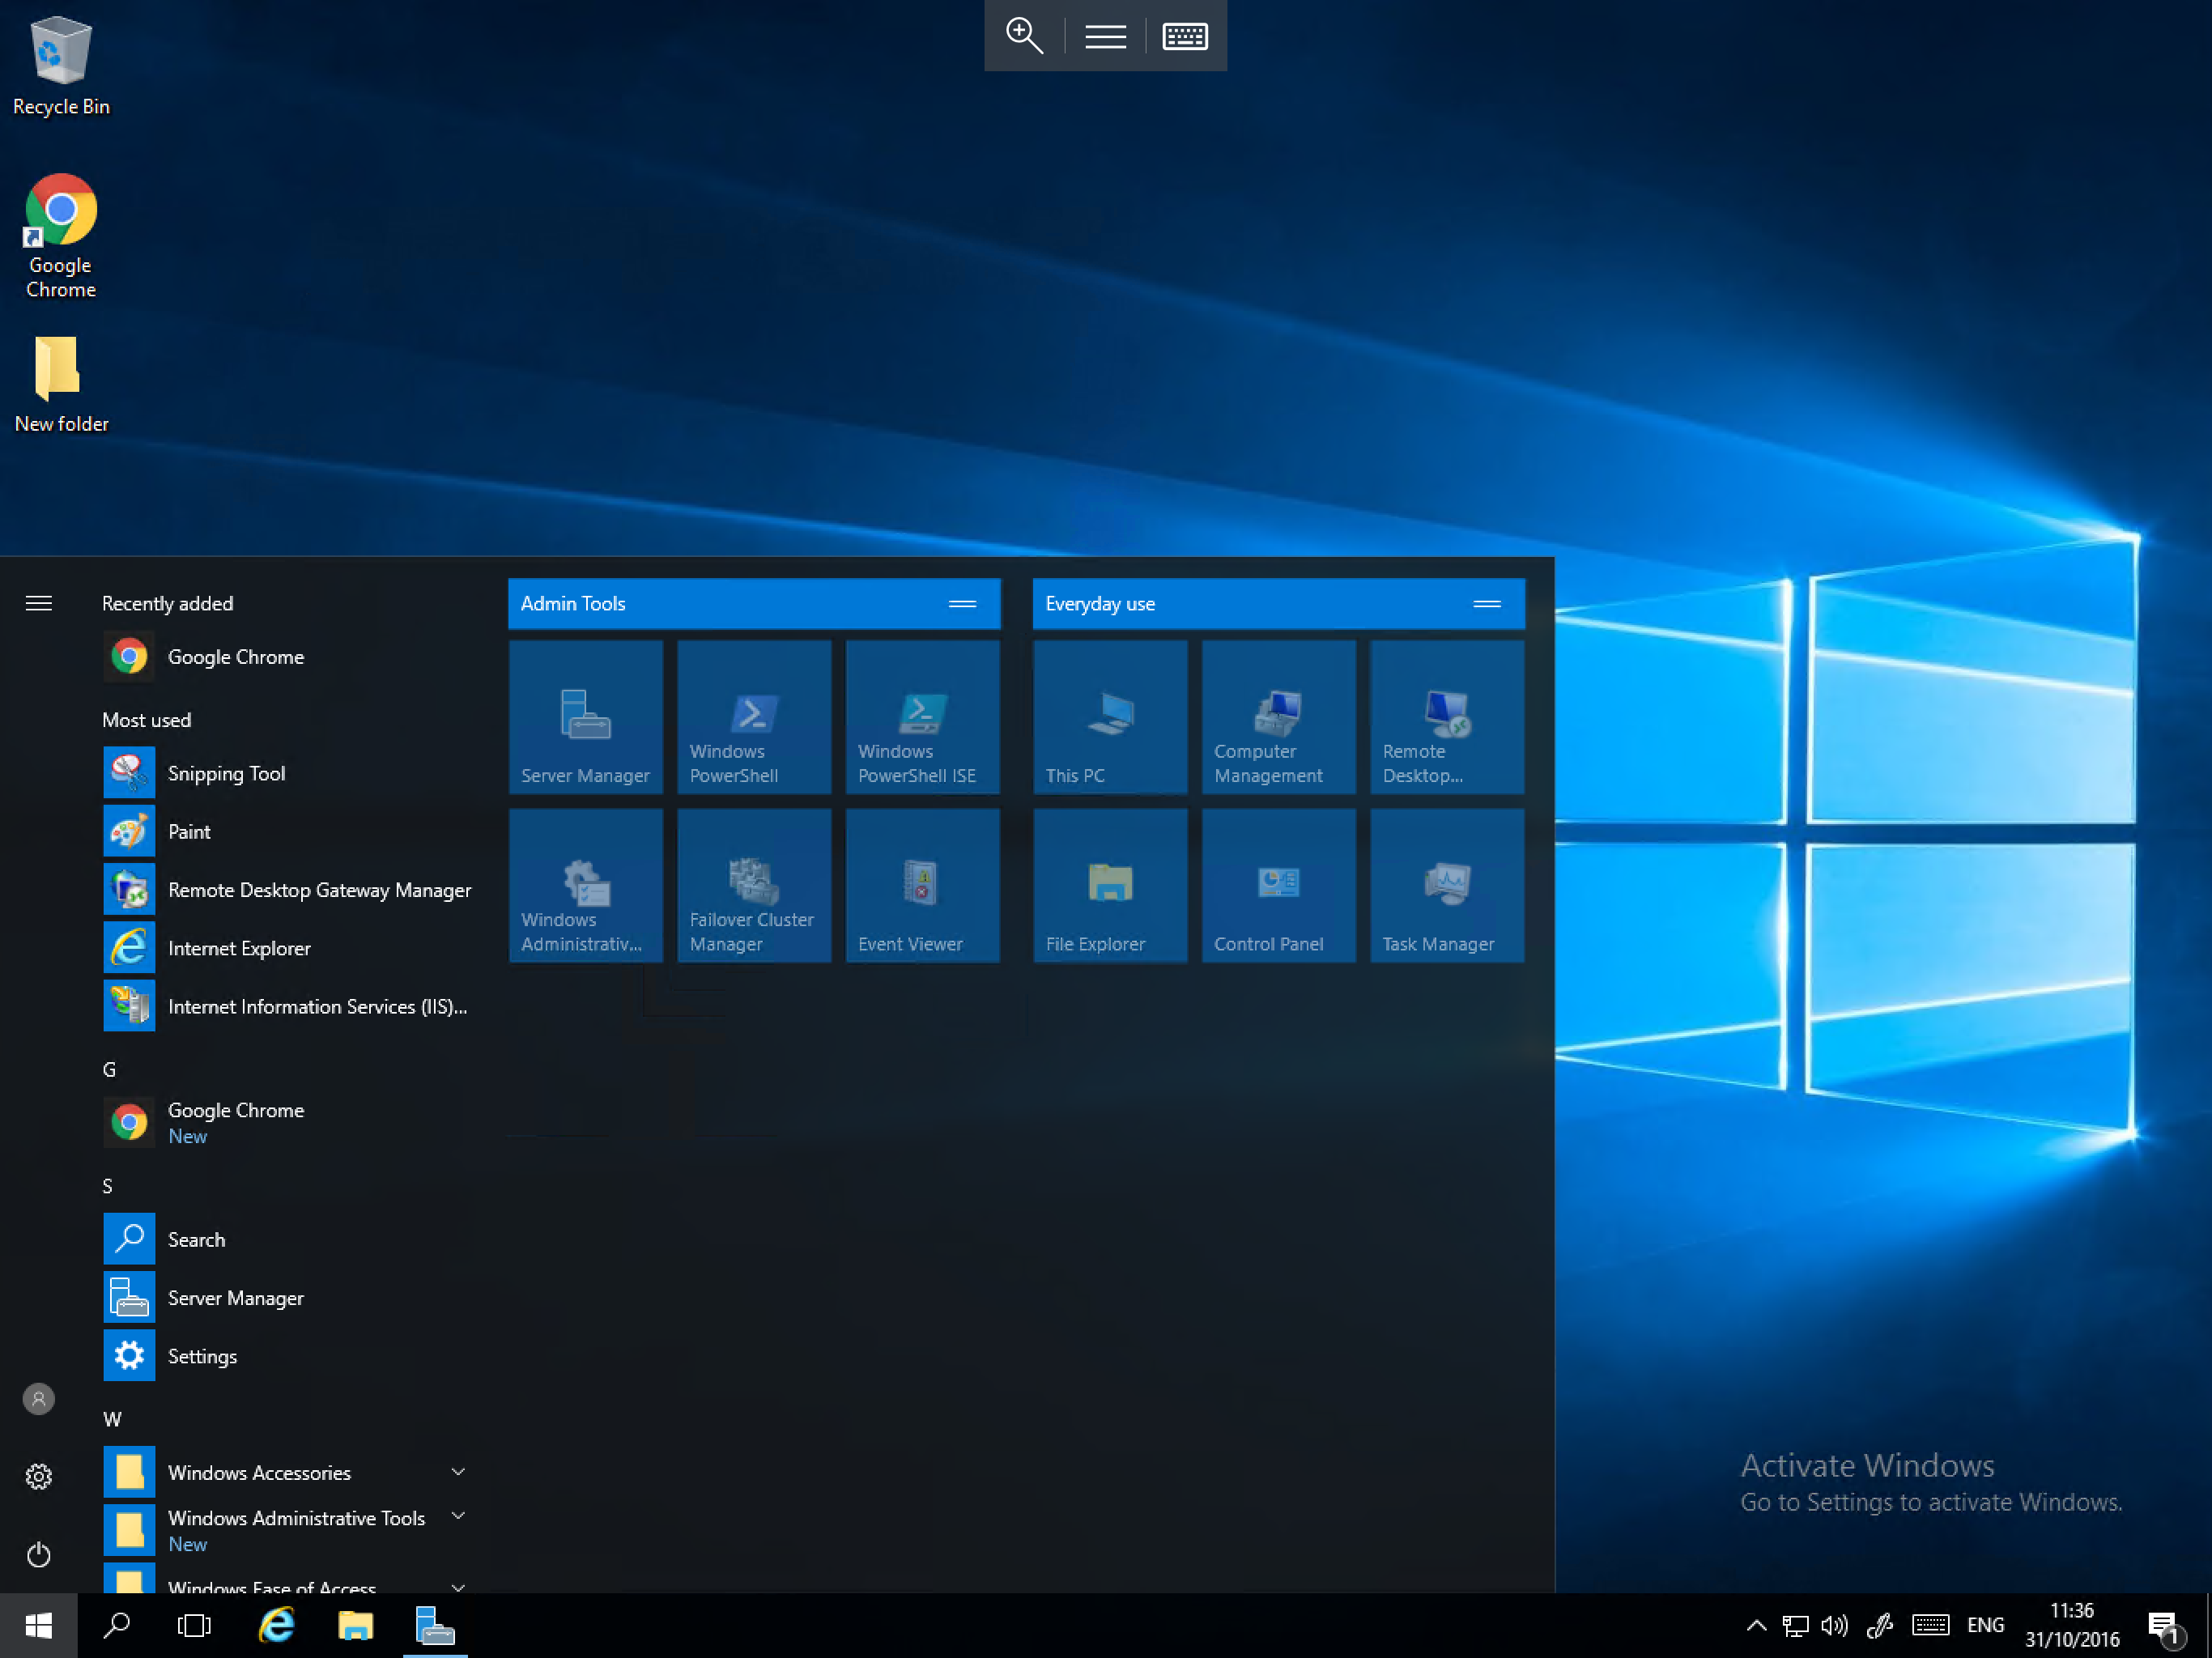 Recycle Bin
Google
Chrome
New folder
Recently added
Google Chrome
Most used
Snipping Tool
Paint
Remote Desktop Gateway Manager
Internet Explorer
Internet Information Services (IIS)...
G
Google Chrome
New
S
Search
Server Manager
Settings
W
Windows Accessories
Windows Administrative Tools
New
Windows Ease of Access
Admin Tools
Server Manager
Windows
PowerShell
Windows
PowerShell ISE
Windows
Administrativ...
Failover Cluster
Manager
Event Viewer
Everyday use
This PC
Computer
Management
Remote
Desktop...
File Explorer
Control Panel
Task Manager
Activate Windows
Go to Settings to activate Windows.
ENG
11:36
31/10/2016
1